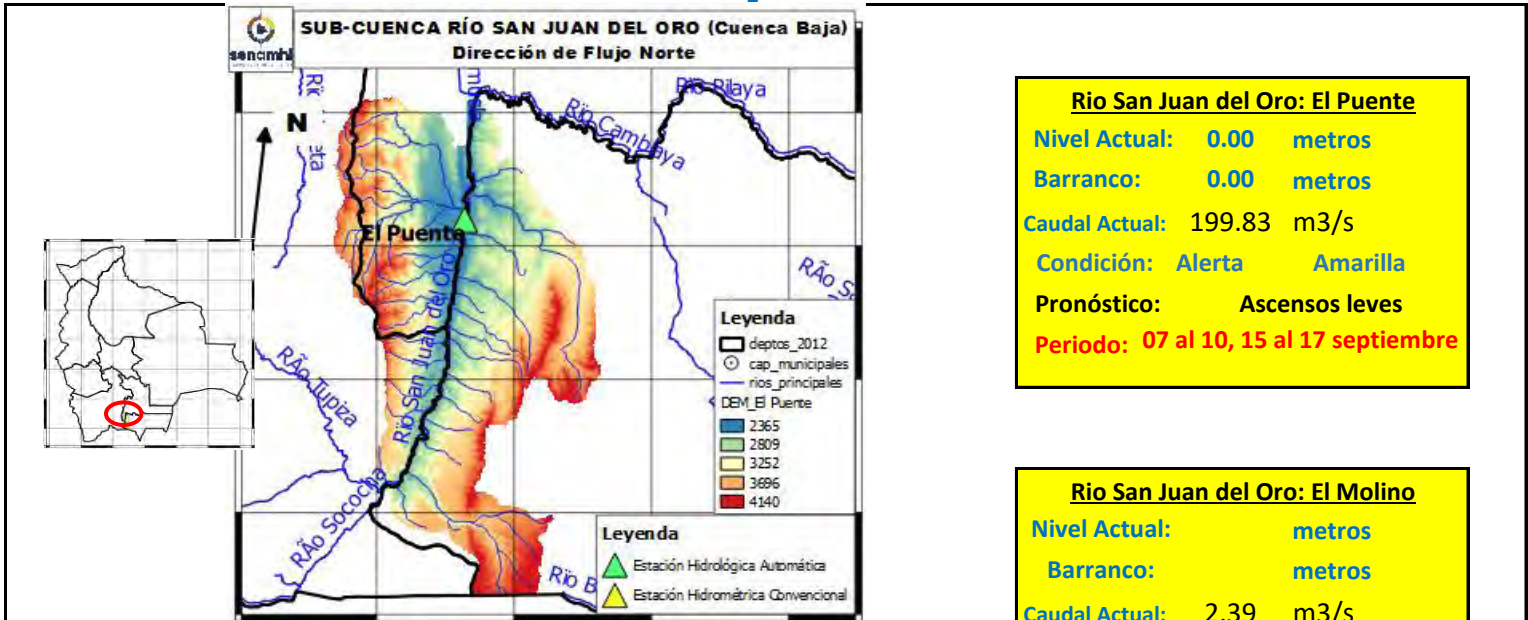 SUB-CUENCA RÍO SAN JUAN DEL ORO (Cuenca Baja)
Dirección de Flujo Norte
senamhi
N
Río Pilaya
Río Cambaya
El Puente
Río San Juan del Oro
RÃo Tupiza
RÃo Sococha
RÃo S
Río B
Leyenda
deptos_2012
cap_municipales
rios_principales
DEM_El Puente
2365
2809
3252
3696
4140
Leyenda
Estación Hidrológica Automática
Estación Hidrométrica Convencional
Rio San Juan del Oro: El Puente
Nivel Actual: 0.00 metros
Barranco: 0.00 metros
Caudal Actual: 199.83 m3/s
Condición: Alerta Amarilla
Pronóstico: Ascensos leves
Periodo: 07 al 10, 15 al 17 septiembre
Rio San Juan del Oro: El Molino
Nivel Actual: metros
Barranco: metros
Caudal Actual: 2.39 m3/s